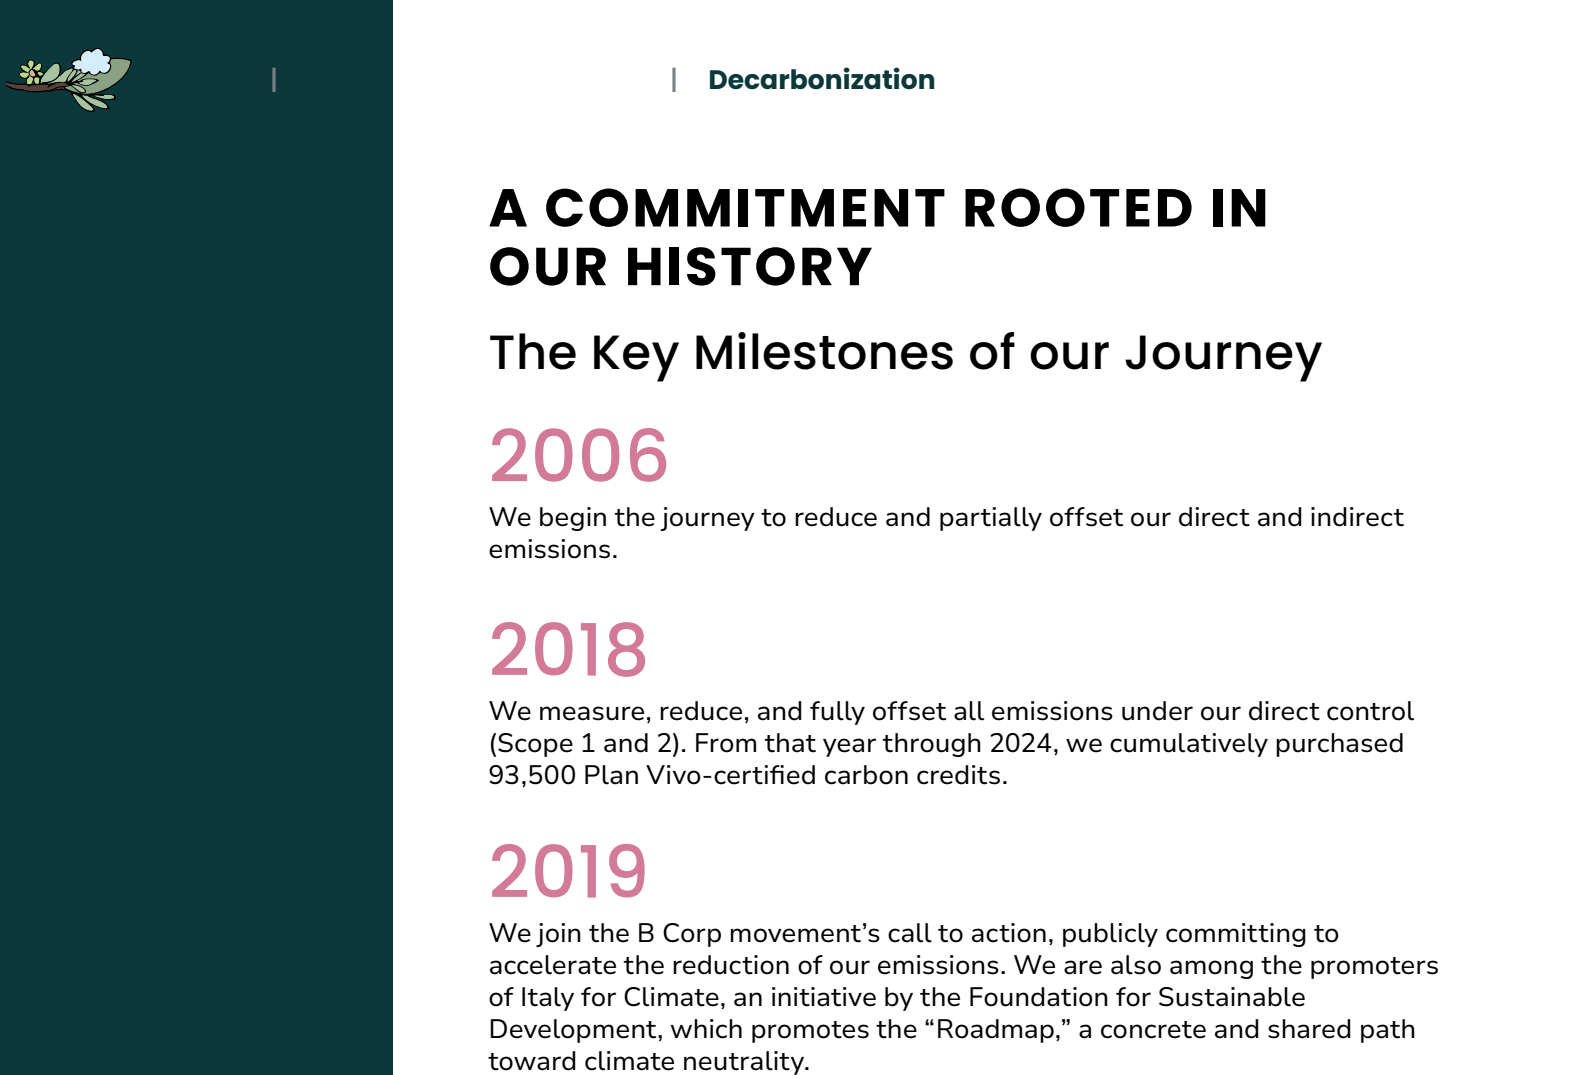 | | Decarbonization
A COMMITMENT ROOTED IN
OUR HISTORY
The Key Milestones of our Journey
2006
We begin the journey to reduce and partially offset our direct and indirect
emissions.
2018
We measure, reduce, and fully offset all emissions under our direct control
(Scope 1 and 2). From that year through 2024, we cumulatively purchased
93,500 Plan Vivo-certified carbon credits.
2019
We join the B Corp movement’s call to action, publicly committing to
accelerate the reduction of our emissions. We are also among the promoters
of Italy for Climate, an initiative by the Foundation for Sustainable
Development, which promotes the “Roadmap,” a concrete and shared path
toward climate neutrality.